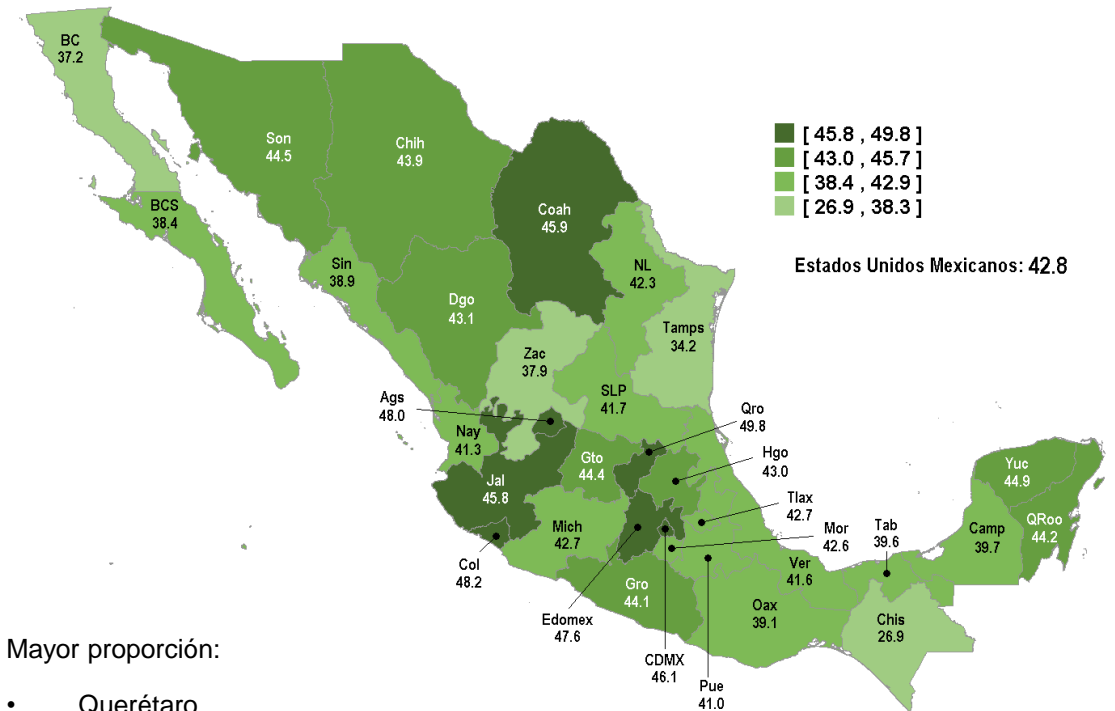 BC
37.2
Son
44.5
Chih
43.9
Coah
45.9
BCS
38.4
Sin
38.9
Dgo
43.1
NL
42.3
Tamps
34.2
Zac
37.9
SLP
41.7
Ags
48.0
Nay
41.3
Jal
45.8
Gto
44.4
Qro
49.8
Hgo
43.0
Tlax
42.7
Mor
42.6
Tab
39.6
Yuc
44.9
QRoo
44.2
Camp
39.7
Mich
42.7
Col
48.2
Gro
44.1
Ver
41.6
Oax
39.1
Chis
26.9
Edomex
47.6
CDMX
46.1
Pue
41.0
[ 45.8 , 49.8 ]
[ 43.0 , 45.7 ]
[ 38.4 , 42.9 ]
[ 26.9 , 38.3 ]
Estados Unidos Mexicanos: 42.8
Mayor proporción:
• Querétaro